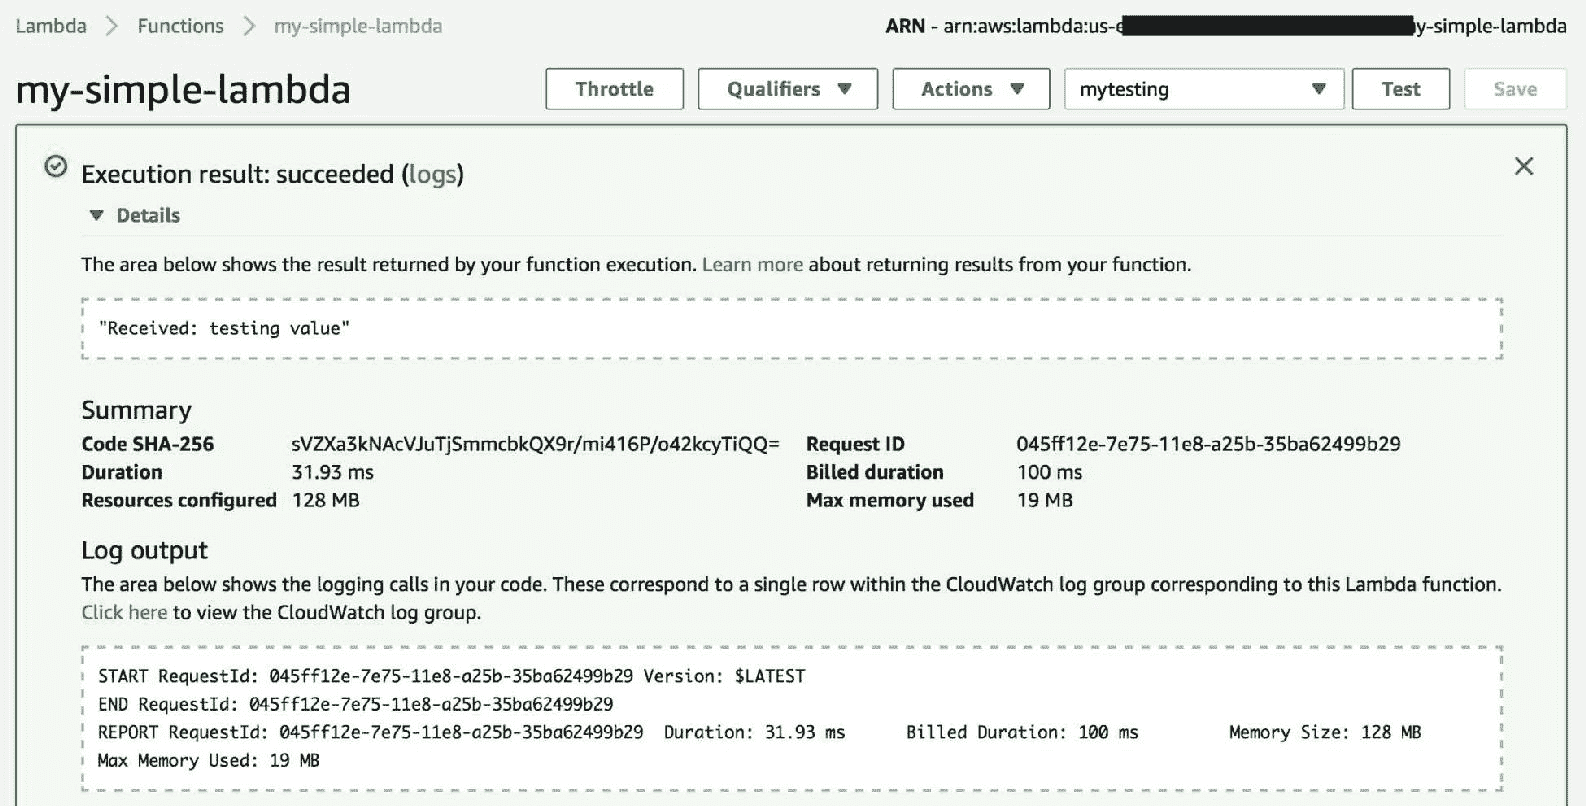 Lambda > Functions > my-simple-lambda ARN - arn:aws:lambda:us-e y-simple-lambda
my-simple-lambda Throttle Qualifiers Actions mytesting Test Save
Execution result: succeeded (logs)
Details
The area below shows the result returned by your function execution. Learn more about returning results from your function.
"Received: testing value"
Summary
Code SHA-256 sVZXa3kNAcVJuTjSmmcbkQX9r/mi416P/o42kcyTiQQ= Request ID 045ff12e-7e75-11e8-a25b-35ba62499b29
Duration 31.93 ms Billed duration 100 ms
Resources configured 128 MB Max memory used 19 MB
Log output
The area below shows the logging calls in your code. These correspond to a single row within the CloudWatch log group corresponding to this Lambda function.
Click here to view the CloudWatch log group.
START RequestId: 045ff12e-7e75-11e8-a25b-35ba62499b29 Version: $LATEST
END RequestId: 045ff12e-7e75-11e8-a25b-35ba62499b29
REPORT RequestId: 045ff12e-7e75-11e8-a25b-35ba62499b29 Duration: 31.93 ms Billed Duration: 100 ms Memory Size: 128 MB
Max Memory Used: 19 MB